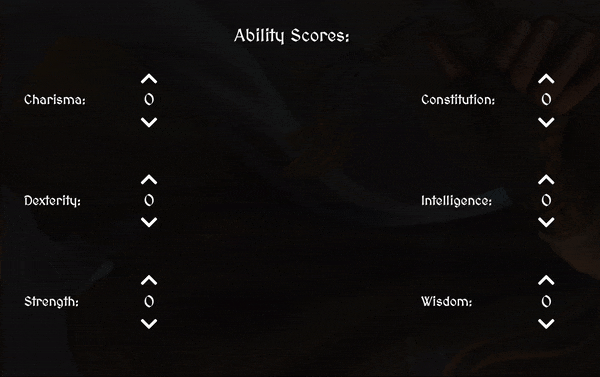 Ability Scores:
Charisma: 0
Constitution: 0
Dexterity: 0
Intelligence: 0
Strength: 0
Wisdom: 0